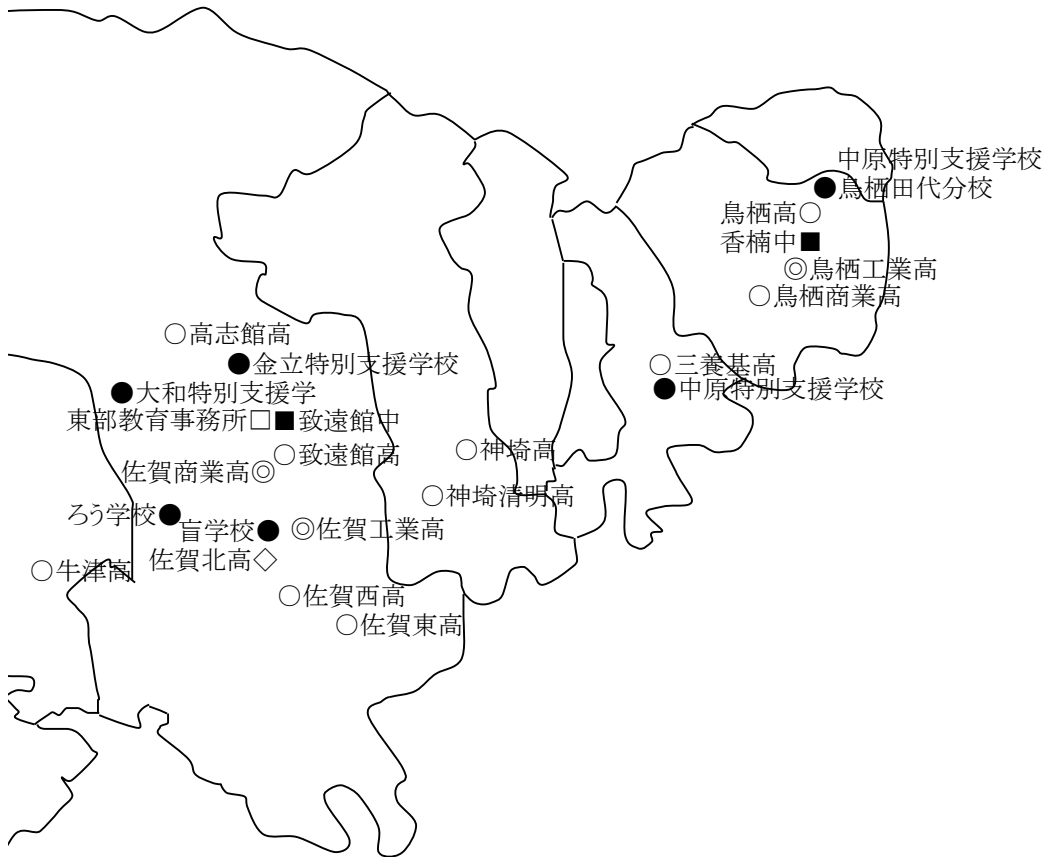 中原特別支援学校
●鳥栖田代分校
鳥栖高○
香楠中■
◎鳥栖工業高
○鳥栖商業高
○高志館高
●金立特別支援学校
○三養基高
●大和特別支援学
●中原特別支援学校
東部教育事務所□■致遠館中
○致遠館高
○神埼高
佐賀商業高◎
○神埼清明高
ろう学校●
盲学校●
◎佐賀工業高
佐賀北高◇
○牛津高
○佐賀西高
○佐賀東高